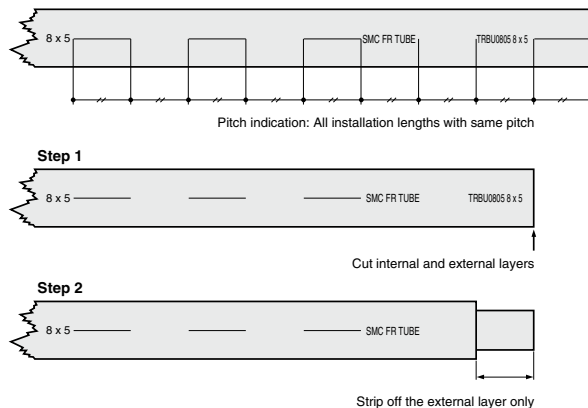 8 x 5 SMC FR TUBE TRBU0805 8 x 5
Pitch indication: All installation lengths with same pitch
Step 1
8 x 5 SMC FR TUBE TRBU0805 8 x 5
Cut internal and external layers
Step 2
8 x 5 SMC FR TUBE
Strip off the external layer only